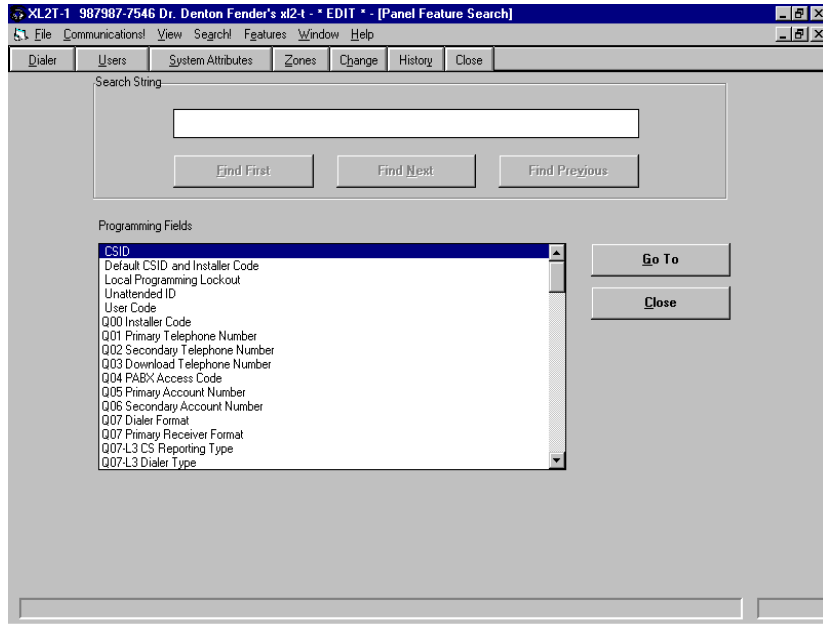 XL2T-1 987987-7546 Dr. Denton Fender's xl2-t - * EDIT * - [Panel Feature Search]
File Communications! View Search! Features Window Help
Dialer Users System Attributes Zones Change History Close
Search String
Find First Find Next Find Previous
Programming Fields
CSID
Default CSID and Installer Code
Local Programming Lockout
Unattended ID
User Code
Q00 Installer Code
Q01 Primary Telephone Number
Q02 Secondary Telephone Number
Q03 Download Telephone Number
Q04 PABX Access Code
Q05 Primary Account Number
Q06 Secondary Account Number
Q07 Dialer Format
Q07 Primary Receiver Format
Q07-L3 CS Reporting Type
Q07-L3 Dialer Type
Go To
Close